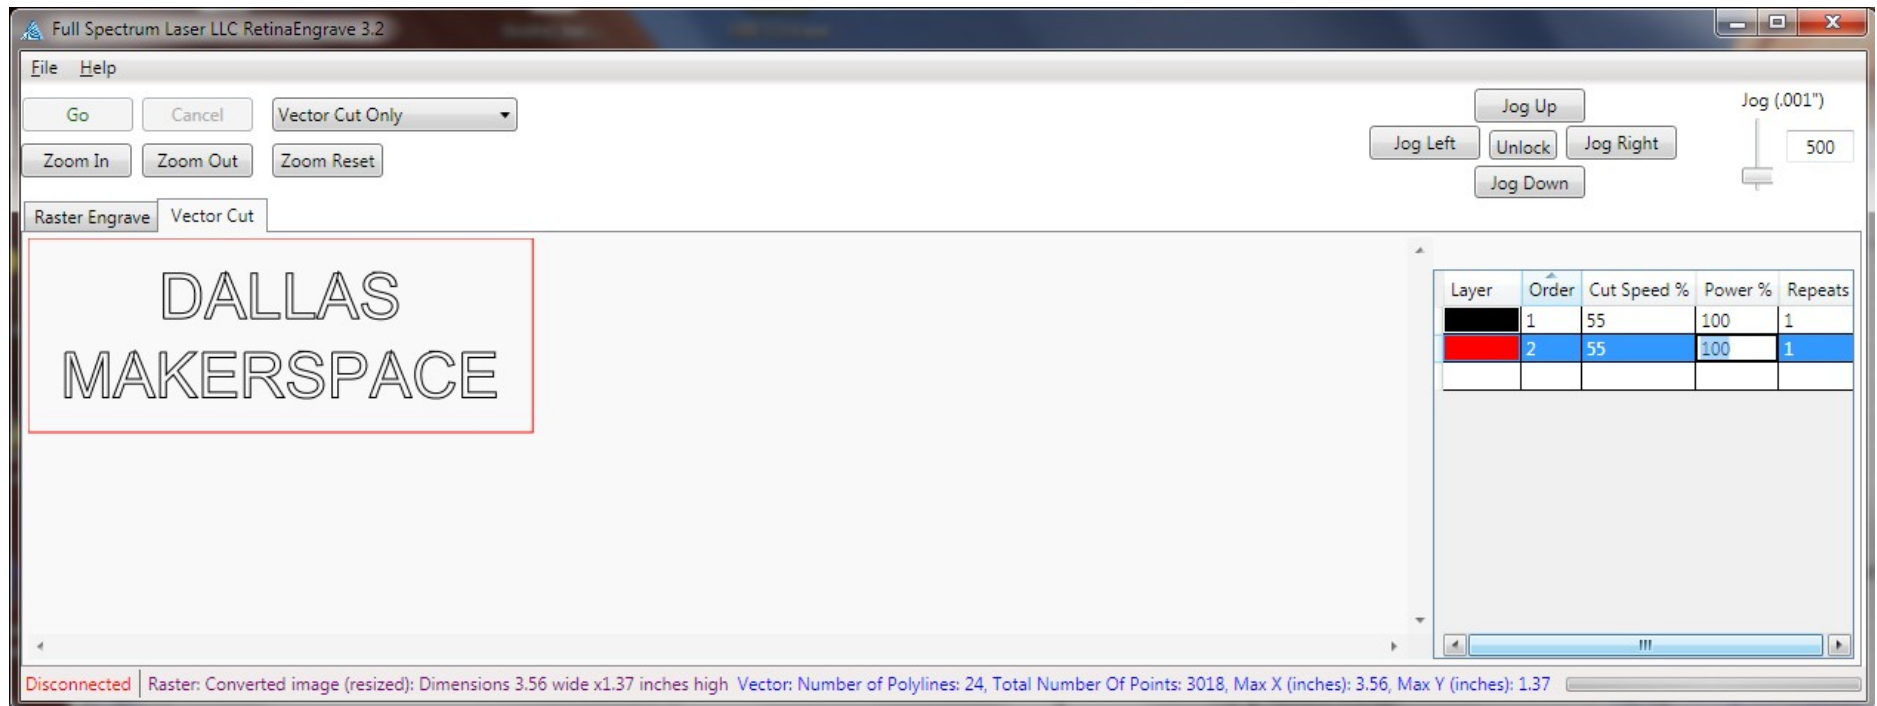 Full Spectrum Laser LLC RetinaEngrave 3.2
File Help
Go Cancel Vector Cut Only Jog Up Jog (.001")
Zoom In Zoom Out Zoom Reset Jog Left Unlock Jog Right 500
Jog Down
Raster Engrave Vector Cut
DALLAS
MAKERSPACE
Layer Order Cut Speed % Power % Repeats
1 55 100 1
2 55 100 1
Disconnected Raster: Converted image (resized): Dimensions 3.56 wide x1.37 inches high Vector: Number of Polylines: 24, Total Number Of Points: 3018, Max X (inches): 3.56, Max Y (inches): 1.37